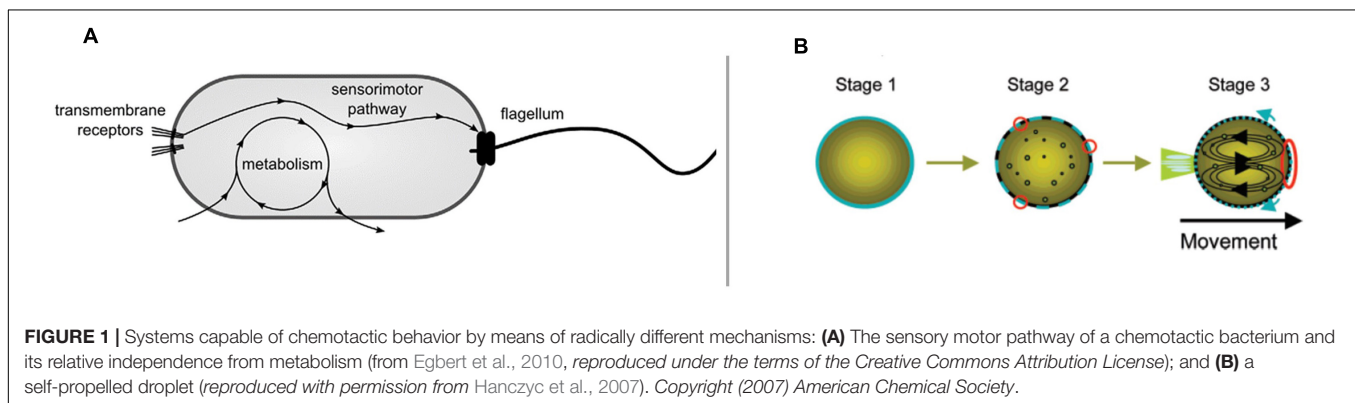 A
transmembrane
receptors
sensorimotor
pathway
metabolism
flagellum
B
Stage 1
Stage 2
Stage 3
Movement
FIGURE 1 | Systems capable of chemotactic behavior by means of radically different mechanisms: (A) The sensory motor pathway of a chemotactic bacterium and
its relative independence from metabolism (from Egbert et al., 2010, reproduced under the terms of the Creative Commons Attribution License); and (B) a
self-propelled droplet (reproduced with permission from Hanczyc et al., 2007). Copyright (2007) American Chemical Society.